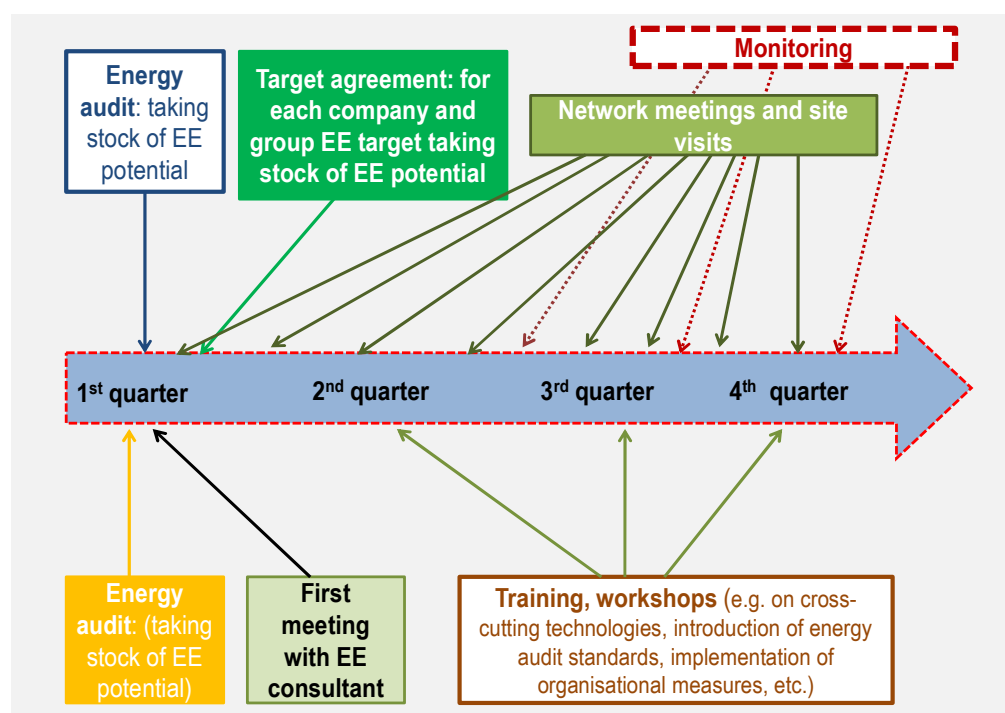 Energy
audit: taking
stock of EE
potential
Target agreement: for
each company and
group EE target taking
stock of EE potential
Monitoring
Network meetings and site
visits
1st quarter
2nd quarter
3rd quarter
4th quarter
Energy
audit: (taking
stock of EE
potential)
First
meeting
with EE
consultant
Training, workshops (e.g. on cross-
cutting technologies, introduction of energy
audit standards, implementation of
organisational measures, etc.)